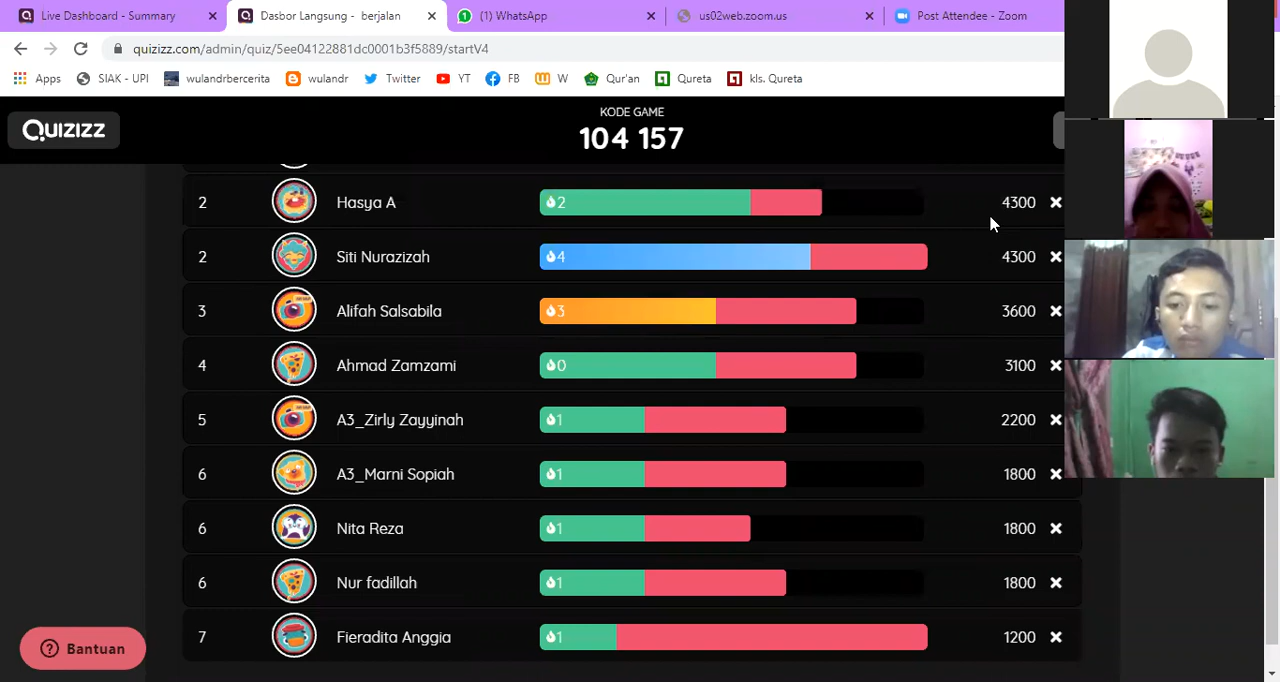 Live Dashboard - Summary
Dasbor Langsung - berjalan
(1) WhatsApp
us02web.zoom.us
Post Attendee - Zoom
quizizz.com/admin/quiz/5ee04122881dc0001b3f5889/startV4
Apps SIAK - UPI wulandrbercerita wulandr Twitter YT FB W Qur'an Qureta kls. Qureta
Quizizz
KODE GAME
104 157
2 Hasya A 2 4300
2 Siti Nurazizah 4 4300
3 Alifah Salsabila 3 3600
4 Ahmad Zamzami 0 3100
5 A3_Zirly Zayyinah 1 2200
6 A3_Marni Sopiah 1 1800
6 Nita Reza 1 1800
6 Nur fadillah 1 1800
7 Fieradita Anggia 1 1200
Bantuan